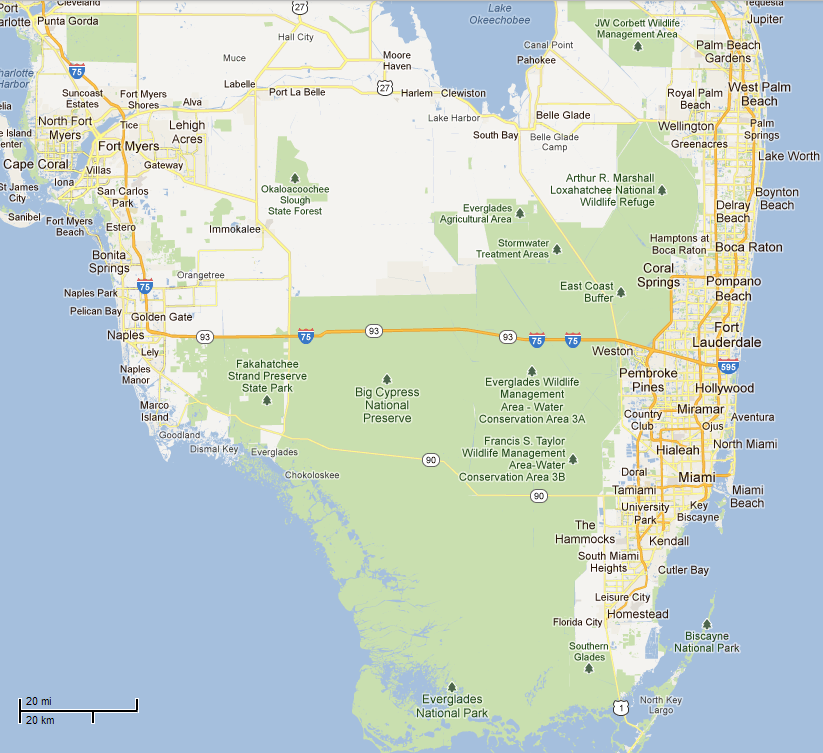 Cleveland
Port
arlotte
Punta Gorda
27
Hall City
Lake
Okeechobee
Tequesta
Jupiter
JW Corbett Wildlife
Management Area
Canal Point
Palm Beach
Gardens
Muce
Moore
Haven
Pahokee
75
harlotte
Harbor
Suncoast
Estates
Fort Myers
Shores
Alva
Labelle
Port La Belle
27
Harlem
Clewiston
Royal Palm
Beach
West Palm
Beach
elia
North Fort
Myers
Tice
Lehigh
Acres
Lake Harbor
Belle Glade
South Bay
Belle Glade
Camp
Wellington
Palm
Springs
e Island
enter
Fort Myers
Greenacres
Cape Coral
Villas
Gateway
Lake Worth
St James
City
Iona
San Carlos
Park
Okaloacoochee
Slough
State Forest
Arthur R. Marshall
Loxahatchee National
Wildlife Refuge
Boynton
Beach
Sanibel
Fort Myers
Beach
Estero
Immokalee
Everglades
Agricultural Area
Delray
Beach
Bonita
Springs
Stormwater
Treatment Areas
Hamptons at
Boca Raton
Boca Raton
Orangetree
Coral
Springs
75
Naples Park
East Coast
Buffer
Pompano
Beach
Pelican Bay
Golden Gate
Naples
93
75
93
93
75
75
Fort
Lauderdale
Lely
Weston
Naples
Manor
Fakahatchee
Strand Preserve
State Park
Big Cypress
National
Preserve
Everglades Wildlife
Management
Area - Water
Conservation Area 3A
595
Pembroke
Pines
Hollywood
Marco
Island
Country
Club
Miramar
Aventura
Ojus
Goodland
Dismal Key
Everglades
Francis S. Taylor
Wildlife Management
Area-Water
Conservation Area 3B
North Miami
Hialeah
90
Chokoloskee
Doral
Miami
90
Tamiami
Miami
Beach
University
Park
Key
Biscayne
The
Hammocks
Kendall
South Miami
Heights
Cutler Bay
Leisure City
Homestead
Florida City
Biscayne
National Park
Southern
Glades
Everglades
National Park
1
North Key
Largo
20 mi
20 km